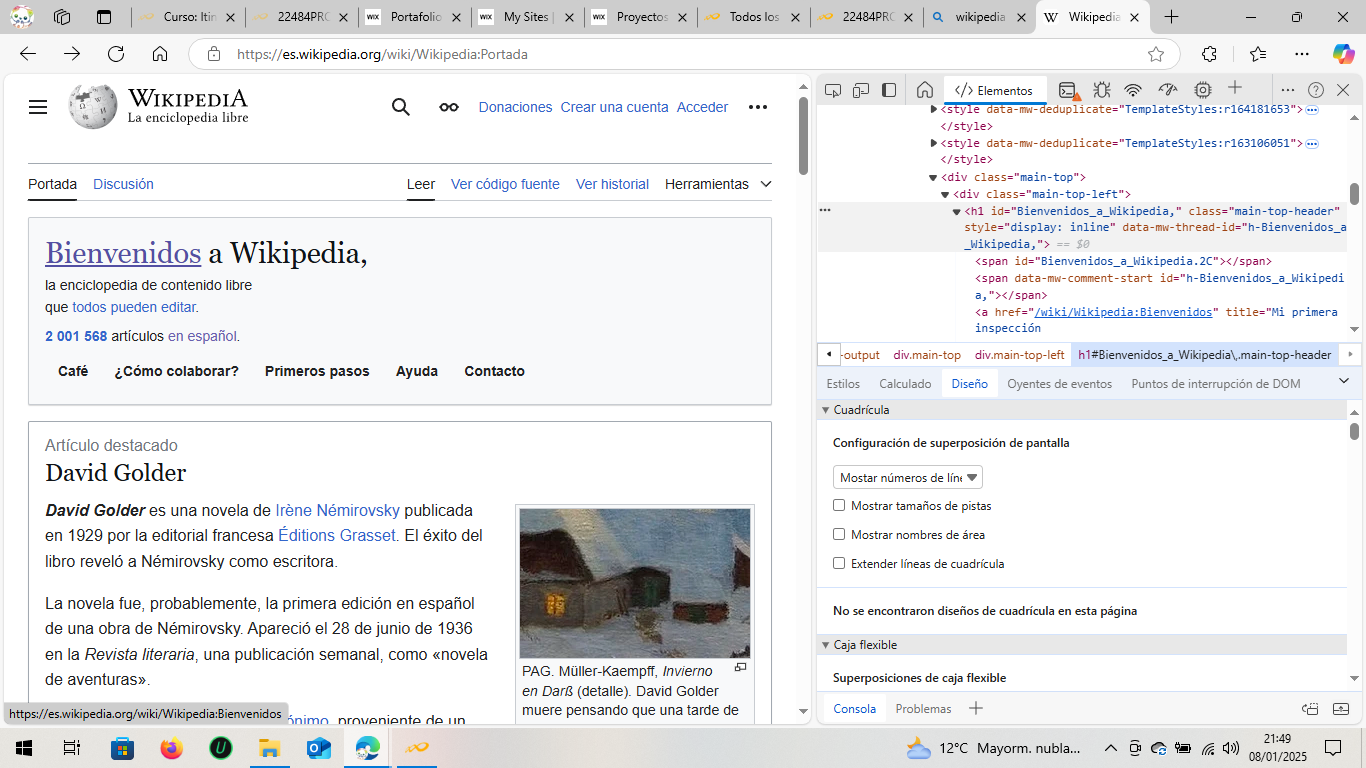 Curso: Itin
22484PRO
Portafolio
My Sites |
Proyectos
Todos los
22484PRO
wikipedia
Wikipedia
https://es.wikipedia.org/wiki/Wikipedia:Portada
WIKIPEDIA
La enciclopedia libre
Donaciones Crear una cuenta Acceder
Portada Discusión Leer Ver código fuente Ver historial Herramientas
Bienvenidos a Wikipedia,
la enciclopedia de contenido libre
que todos pueden editar.
2 001 568 artículos en español.
Café ¿Cómo colaborar? Primeros pasos Ayuda Contacto
Artículo destacado
David Golder
David Golder es una novela de Irène Némirovsky publicada
en 1929 por la editorial francesa Éditions Grasset. El éxito del
libro reveló a Némirovsky como escritora.
La novela fue, probablemente, la primera edición en español
de una obra de Némirovsky. Apareció el 28 de junio de 1936
en la Revista literaria, una publicación semanal, como «novela
de aventuras».
ónimo, proveniente de un
PAG. Müller-Kaempff, Invierno
en Darß (detalle). David Golder
muere pensando que una tarde de
https://es.wikipedia.org/wiki/Wikipedia:Bienvenidos
</> Elementos
<style data-mw-deduplicate="TemplateStyles:r164181653">
</style>
<style data-mw-deduplicate="TemplateStyles:r163106051">
</style>
<div class="main-top">
<div class="main-top-left">
<h1 id="Bienvenidos_a_Wikipedia," class="main-top-header"
style="display: inline" data-mw-thread-id="h-Bienvenidos_a
_Wikipedia,"> == $0
<span id="Bienvenidos_a_Wikipedia.2C"></span>
<span data-mw-comment-start id="h-Bienvenidos_a_Wikipedi
a,"></span>
<a href="/wiki/Wikipedia:Bienvenidos" title="Mi primera
inspección
-output div.main-top div.main-top-left h1#Bienvenidos_a_Wikipedia\,.main-top-header
Estilos Calculado Diseño Oyentes de eventos Puntos de interrupción de DOM
Cuadrícula
Configuración de superposición de pantalla
Mostar números de líne
Mostrar tamaños de pistas
Mostrar nombres de área
Extender líneas de cuadrícula
No se encontraron diseños de cuadrícula en esta página
Caja flexible
Superposiciones de caja flexible
Consola Problemas
12°C Mayorm. nubla...
21:49
08/01/2025